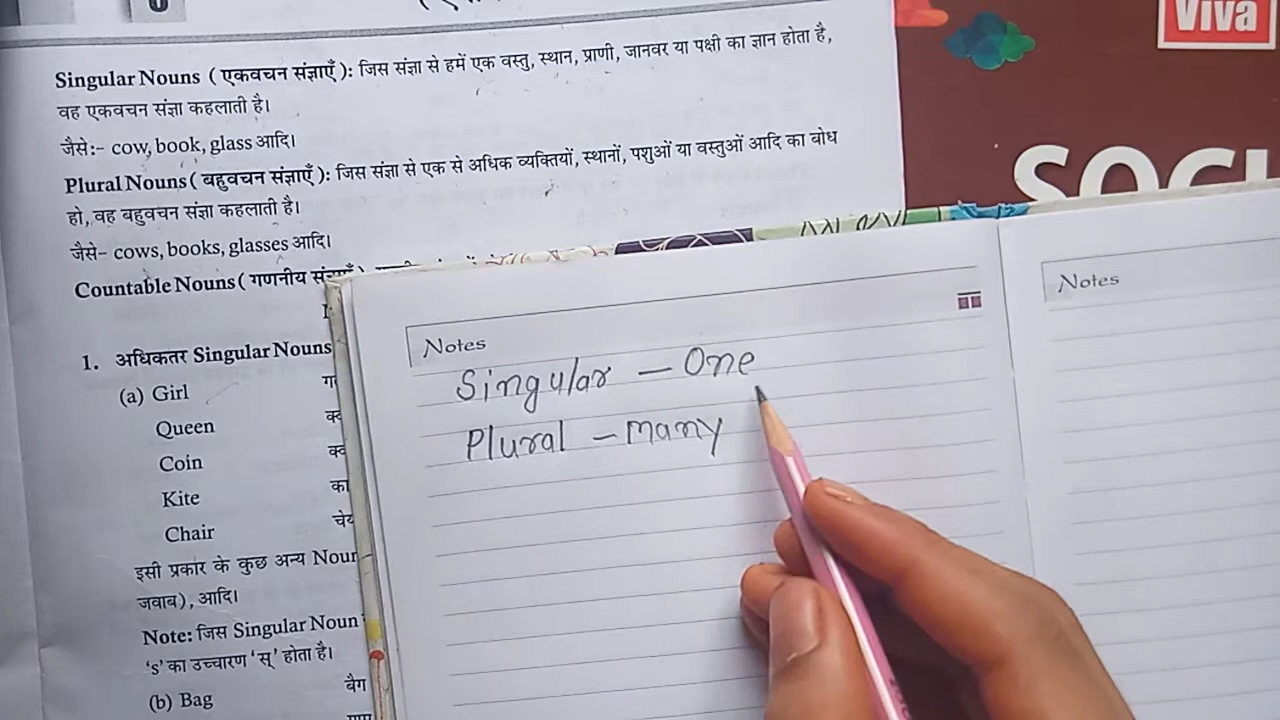 Singular Nouns ( एकवचन संज्ञाएँ ): जिस संज्ञा से हमें एक वस्तु, स्थान, प्राणी, जानवर या पक्षी का ज्ञान होता है,
वह एकवचन संज्ञा कहलाती है।
जैसे:- cow, book, glass आदि।
Plural Nouns ( बहुवचन संज्ञाएँ ): जिस संज्ञा से एक से अधिक व्यक्तियों, स्थानों, पशुओं या वस्तुओं आदि का बोध
हो, वह बहुवचन संज्ञा कहलाती है।
जैसे- cows, books, glasses आदि।
Countable Nouns ( गणनीय
1. अधिकतर Singular Nouns
(a) Girl
Queen
Coin
Kite
Chair
इसी प्रकार के कुछ अन्य
जवाब), आदि।
Note: जिस Singular Noun
's' का उच्चारण 'स्' होता है।
(b) Bag बैग
Viva
Notes
Singular - One
Plural - Many
Notes